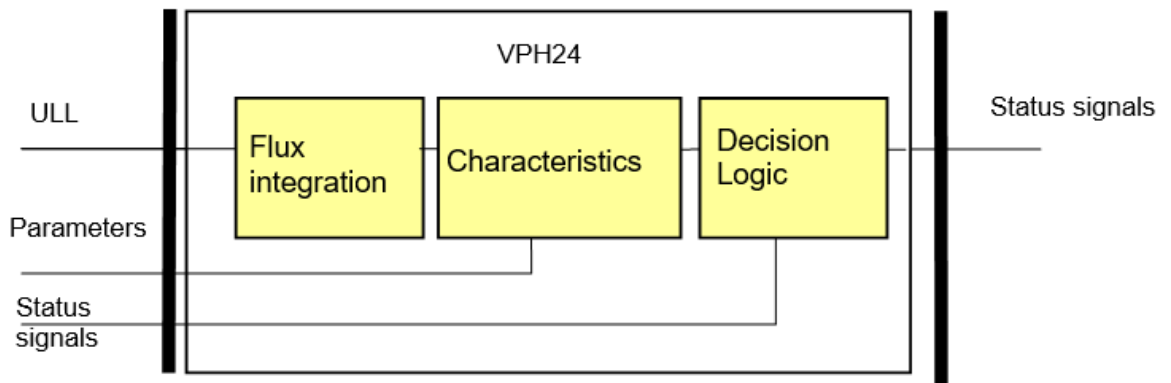 VPH24
ULL
Status signals
Flux
integration
Characteristics
Decision
Logic
Parameters
Status
signals